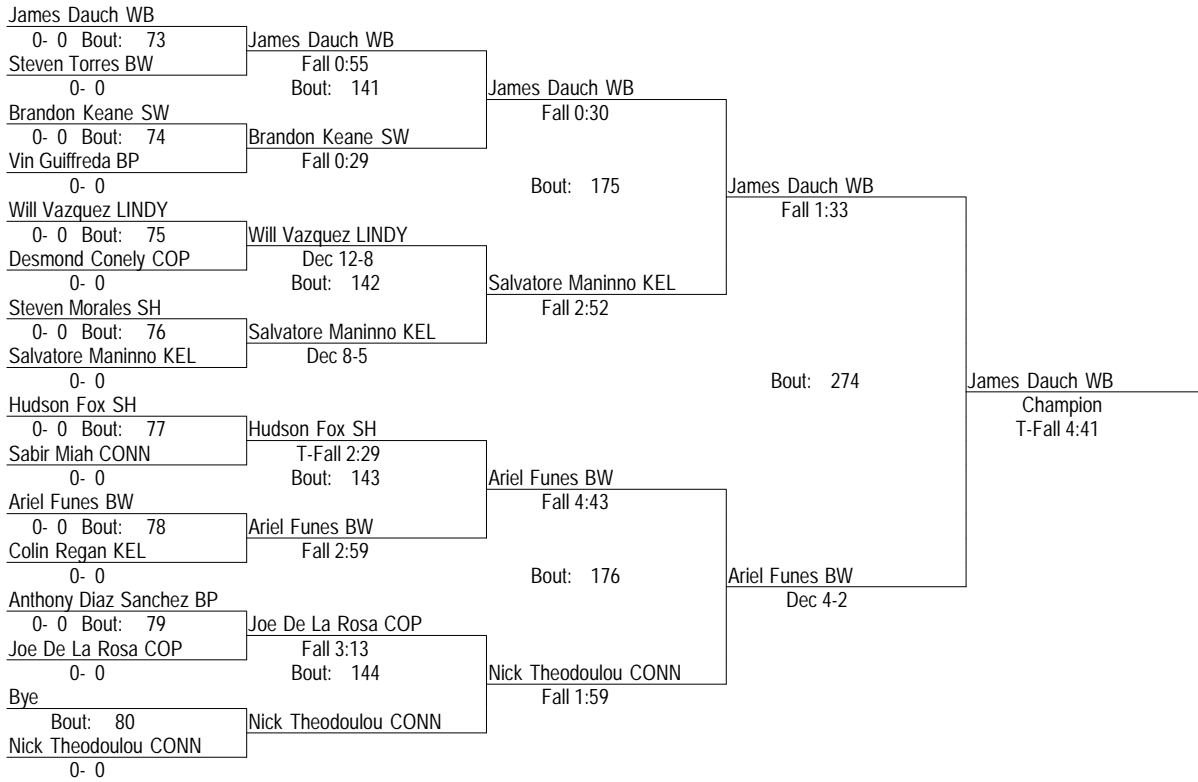 James Dauch WB
0- 0 Bout: 73
James Dauch WB
Steven Torres BW
Fall 0:55
0- 0
Bout: 141
James Dauch WB
Brandon Keane SW
Fall 0:30
0- 0 Bout: 74
Brandon Keane SW
Vin Guiffreda BP
Fall 0:29
0- 0
Bout: 175
James Dauch WB
Will Vazquez LINDY
Fall 1:33
0- 0 Bout: 75
Will Vazquez LINDY
Desmond Conely COP
Dec 12-8
0- 0
Bout: 142
Salvatore Maninno KEL
Steven Morales SH
Fall 2:52
0- 0 Bout: 76
Salvatore Maninno KEL
Salvatore Maninno KEL
Dec 8-5
0- 0
Bout: 274
James Dauch WB
Hudson Fox SH
Champion
0- 0 Bout: 77
Hudson Fox SH
T-Fall 4:41
Sabir Miah CONN
T-Fall 2:29
0- 0
Bout: 143
Ariel Funes BW
Ariel Funes BW
Fall 4:43
0- 0 Bout: 78
Ariel Funes BW
Colin Regan KEL
Fall 2:59
0- 0
Bout: 176
Ariel Funes BW
Anthony Diaz Sanchez BP
Dec 4-2
0- 0 Bout: 79
Joe De La Rosa COP
Joe De La Rosa COP
Fall 3:13
0- 0
Bout: 144
Nick Theodoulou CONN
Bye
Fall 1:59
Bout: 80
Nick Theodoulou CONN
Nick Theodoulou CONN
0- 0